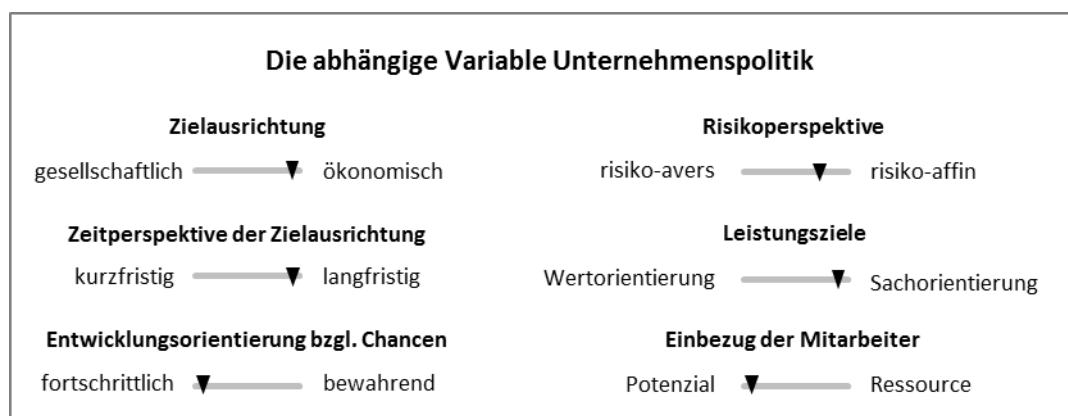 Die abhängige Variable Unternehmenspolitik
Zielausrichtung
gesellschaftlich ökonomisch
Risikoperspektive
risiko-avers risiko-affin
Zeitperspektive der Zielausrichtung
kurzfristig langfristig
Leistungsziele
Wertorientierung Sachorientierung
Entwicklungsorientierung bzgl. Chancen
fortschrittlich bewahrend
Einbezug der Mitarbeiter
Potenzial Ressource